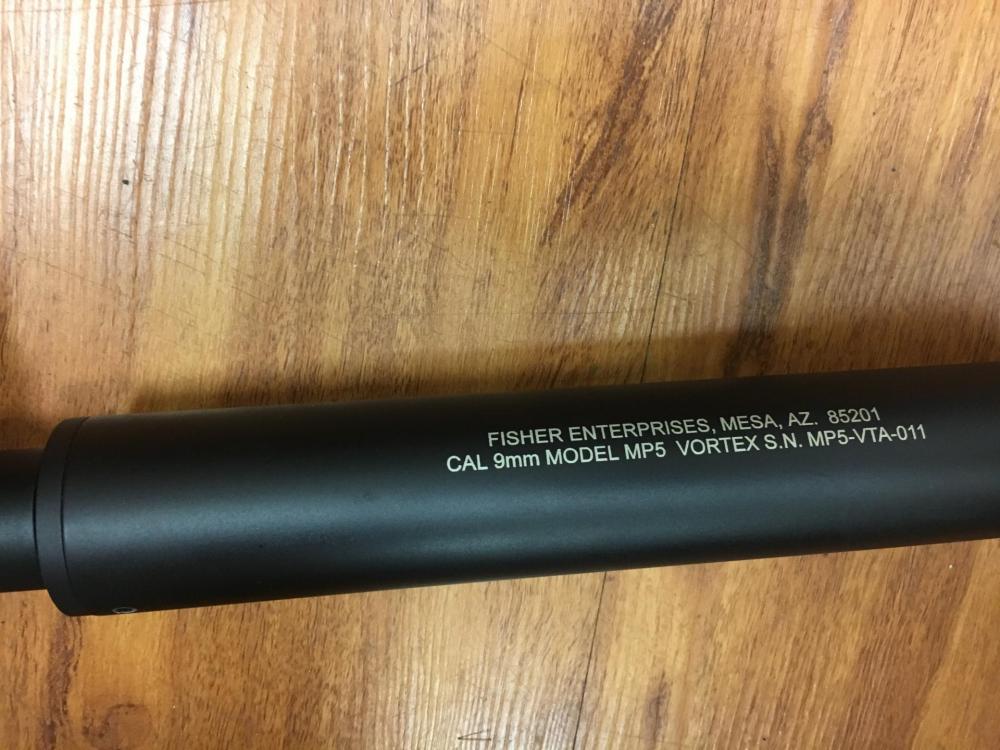 FISHER ENTERPRISES, MESA, AZ. 85201
CAL 9mm MODEL MP5 VORTEX S.N. MP5-VTA-011